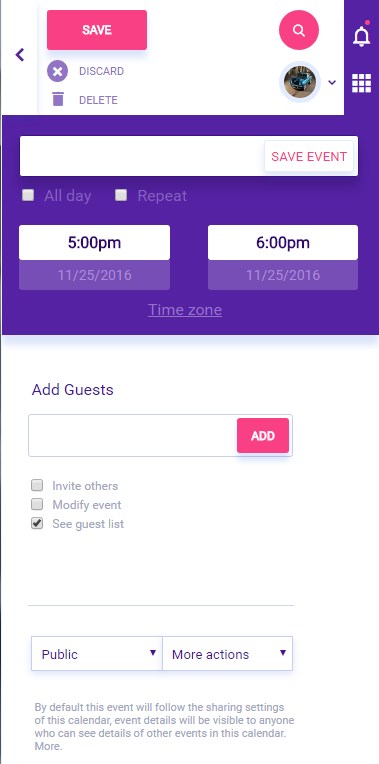 SAVE
DISCARD
DELETE
SAVE EVENT
All day Repeat
5:00pm 6:00pm
11/25/2016 11/25/2016
Time zone
Add Guests
ADD
Invite others
Modify event
See guest list
Public More actions
By default this event will follow the sharing settings
of this calendar, event details will be visible to anyone
who can see details of other events in this calendar.
More.